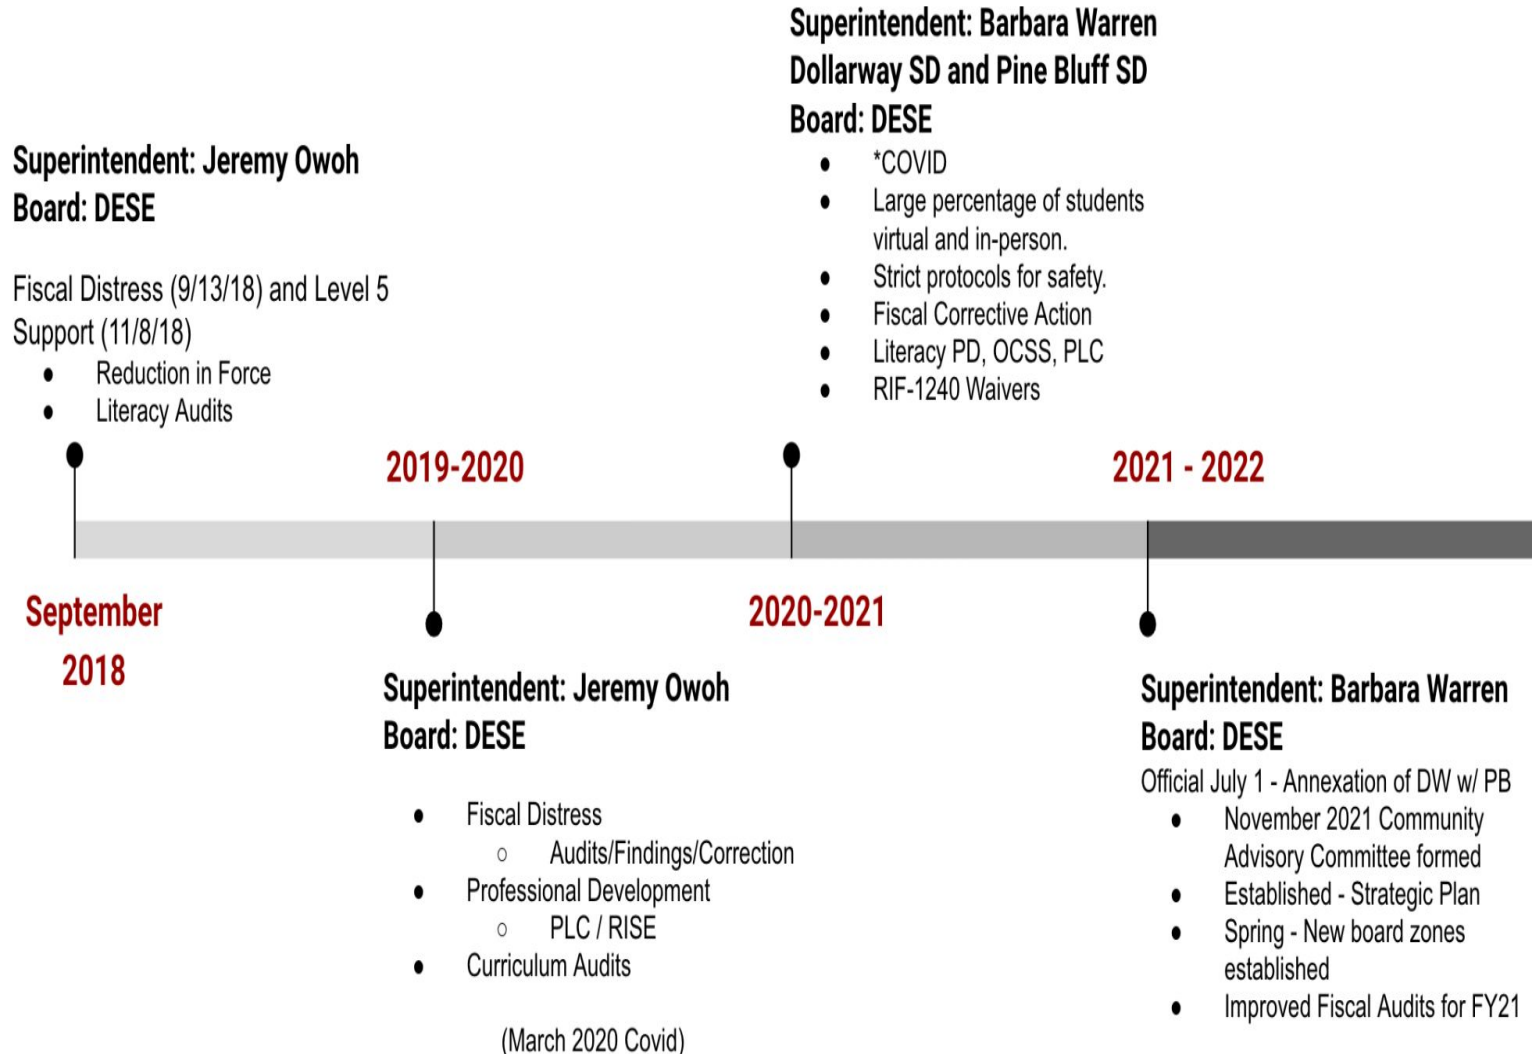 Superintendent: Jeremy Owoh
Board: DESE
Fiscal Distress (9/13/18) and Level 5
Support (11/8/18)
● Reduction in Force
● Literacy Audits
September
2018
2019-2020
Superintendent: Jeremy Owoh
Board: DESE
● Fiscal Distress
○ Audits/Findings/Correction
● Professional Development
○ PLC / RISE
● Curriculum Audits
(March 2020 Covid)
Superintendent: Barbara Warren
Dollarway SD and Pine Bluff SD
Board: DESE
● *COVID
● Large percentage of students
virtual and in-person.
● Strict protocols for safety.
● Fiscal Corrective Action
● Literacy PD, OCSS, PLC
● RIF-1240 Waivers
2020-2021
2021 - 2022
Superintendent: Barbara Warren
Board: DESE
Official July 1 - Annexation of DW w/ PB
● November 2021 Community
Advisory Committee formed
● Established - Strategic Plan
● Spring - New board zones
established
● Improved Fiscal Audits for FY21